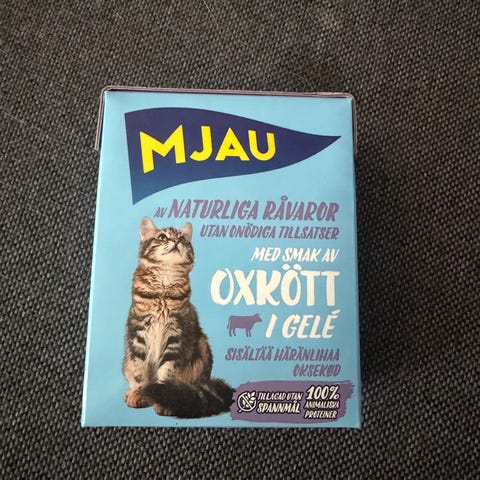 MJAU
AV NATURLIGA RÅVAROR
UTAN ONÖDIGA TILLSATSER
MED SMAK AV
OXKÖTT
I GELÉ
SISÄLTÄÄ HÄRÄNLIHAA
OKSEKØD
TILLAGAD UTAN
SPANNMÅL
100%
ANIMALISKA
PROTEINER